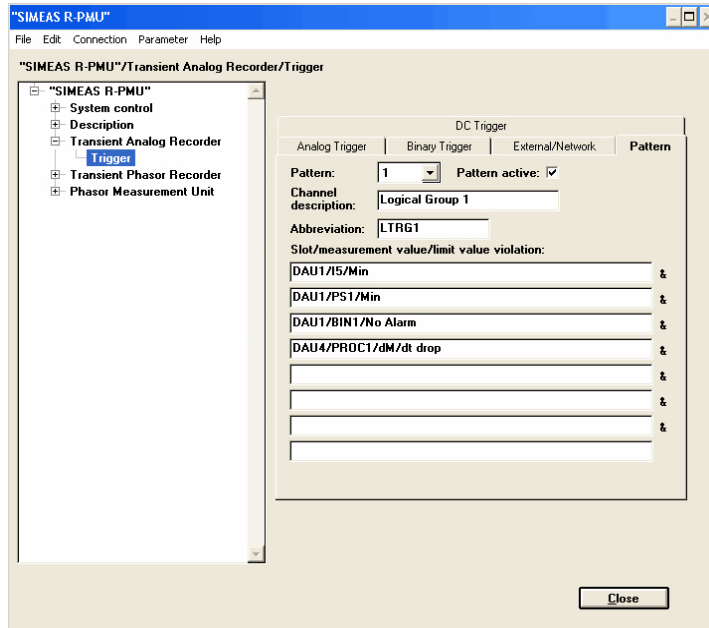 "SIMEAS R-PMU"
File Edit Connection Parameter Help
"SIMEAS R-PMU"/Transient Analog Recorder/Trigger
"SIMEAS R-PMU"
System control
Description
Transient Analog Recorder
Trigger
Transient Phasor Recorder
Phasor Measurement Unit
DC Trigger
Analog Trigger Binary Trigger External/Network Pattern
Pattern: 1 Pattern active:
Channel description: Logical Group 1
Abbreviation: LTRG1
Slot/measurement value/limit value violation:
DAU1/I5/Min &
DAU1/PS1/Min &
DAU1/BIN1/No Alarm &
DAU4/PROC1/dM/dt drop &
&
&
&
Close